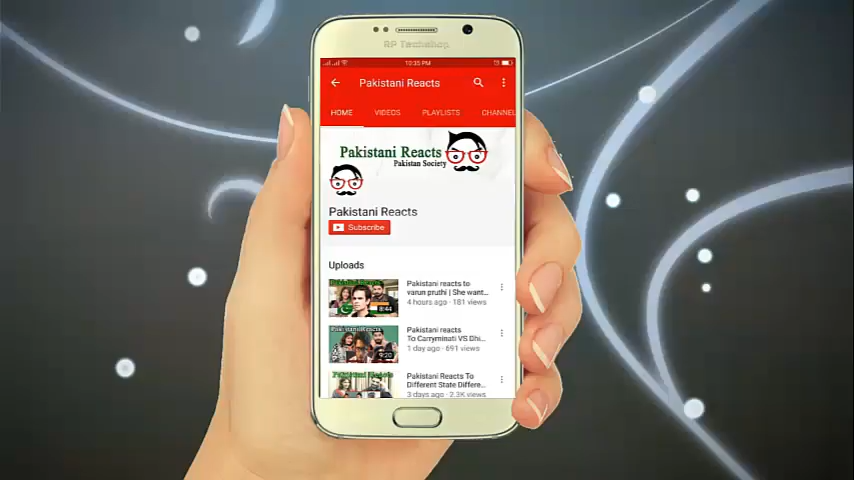 RP Techshop
10:35 PM
Pakistani Reacts
HOME VIDEOS PLAYLISTS CHANNEL
Pakistani Reacts
Pakistan Society
Pakistani Reacts
Subscribe
Uploads
Pakistani reacts to
varun pruthi | She want...
4 hours ago · 181 views
8:44
Pakistani reacts
To Carryminati VS Bhi...
1 day ago · 691 views
9:20
Pakistani Reacts To
Different State Differe...
3 days ago · 2.3K views